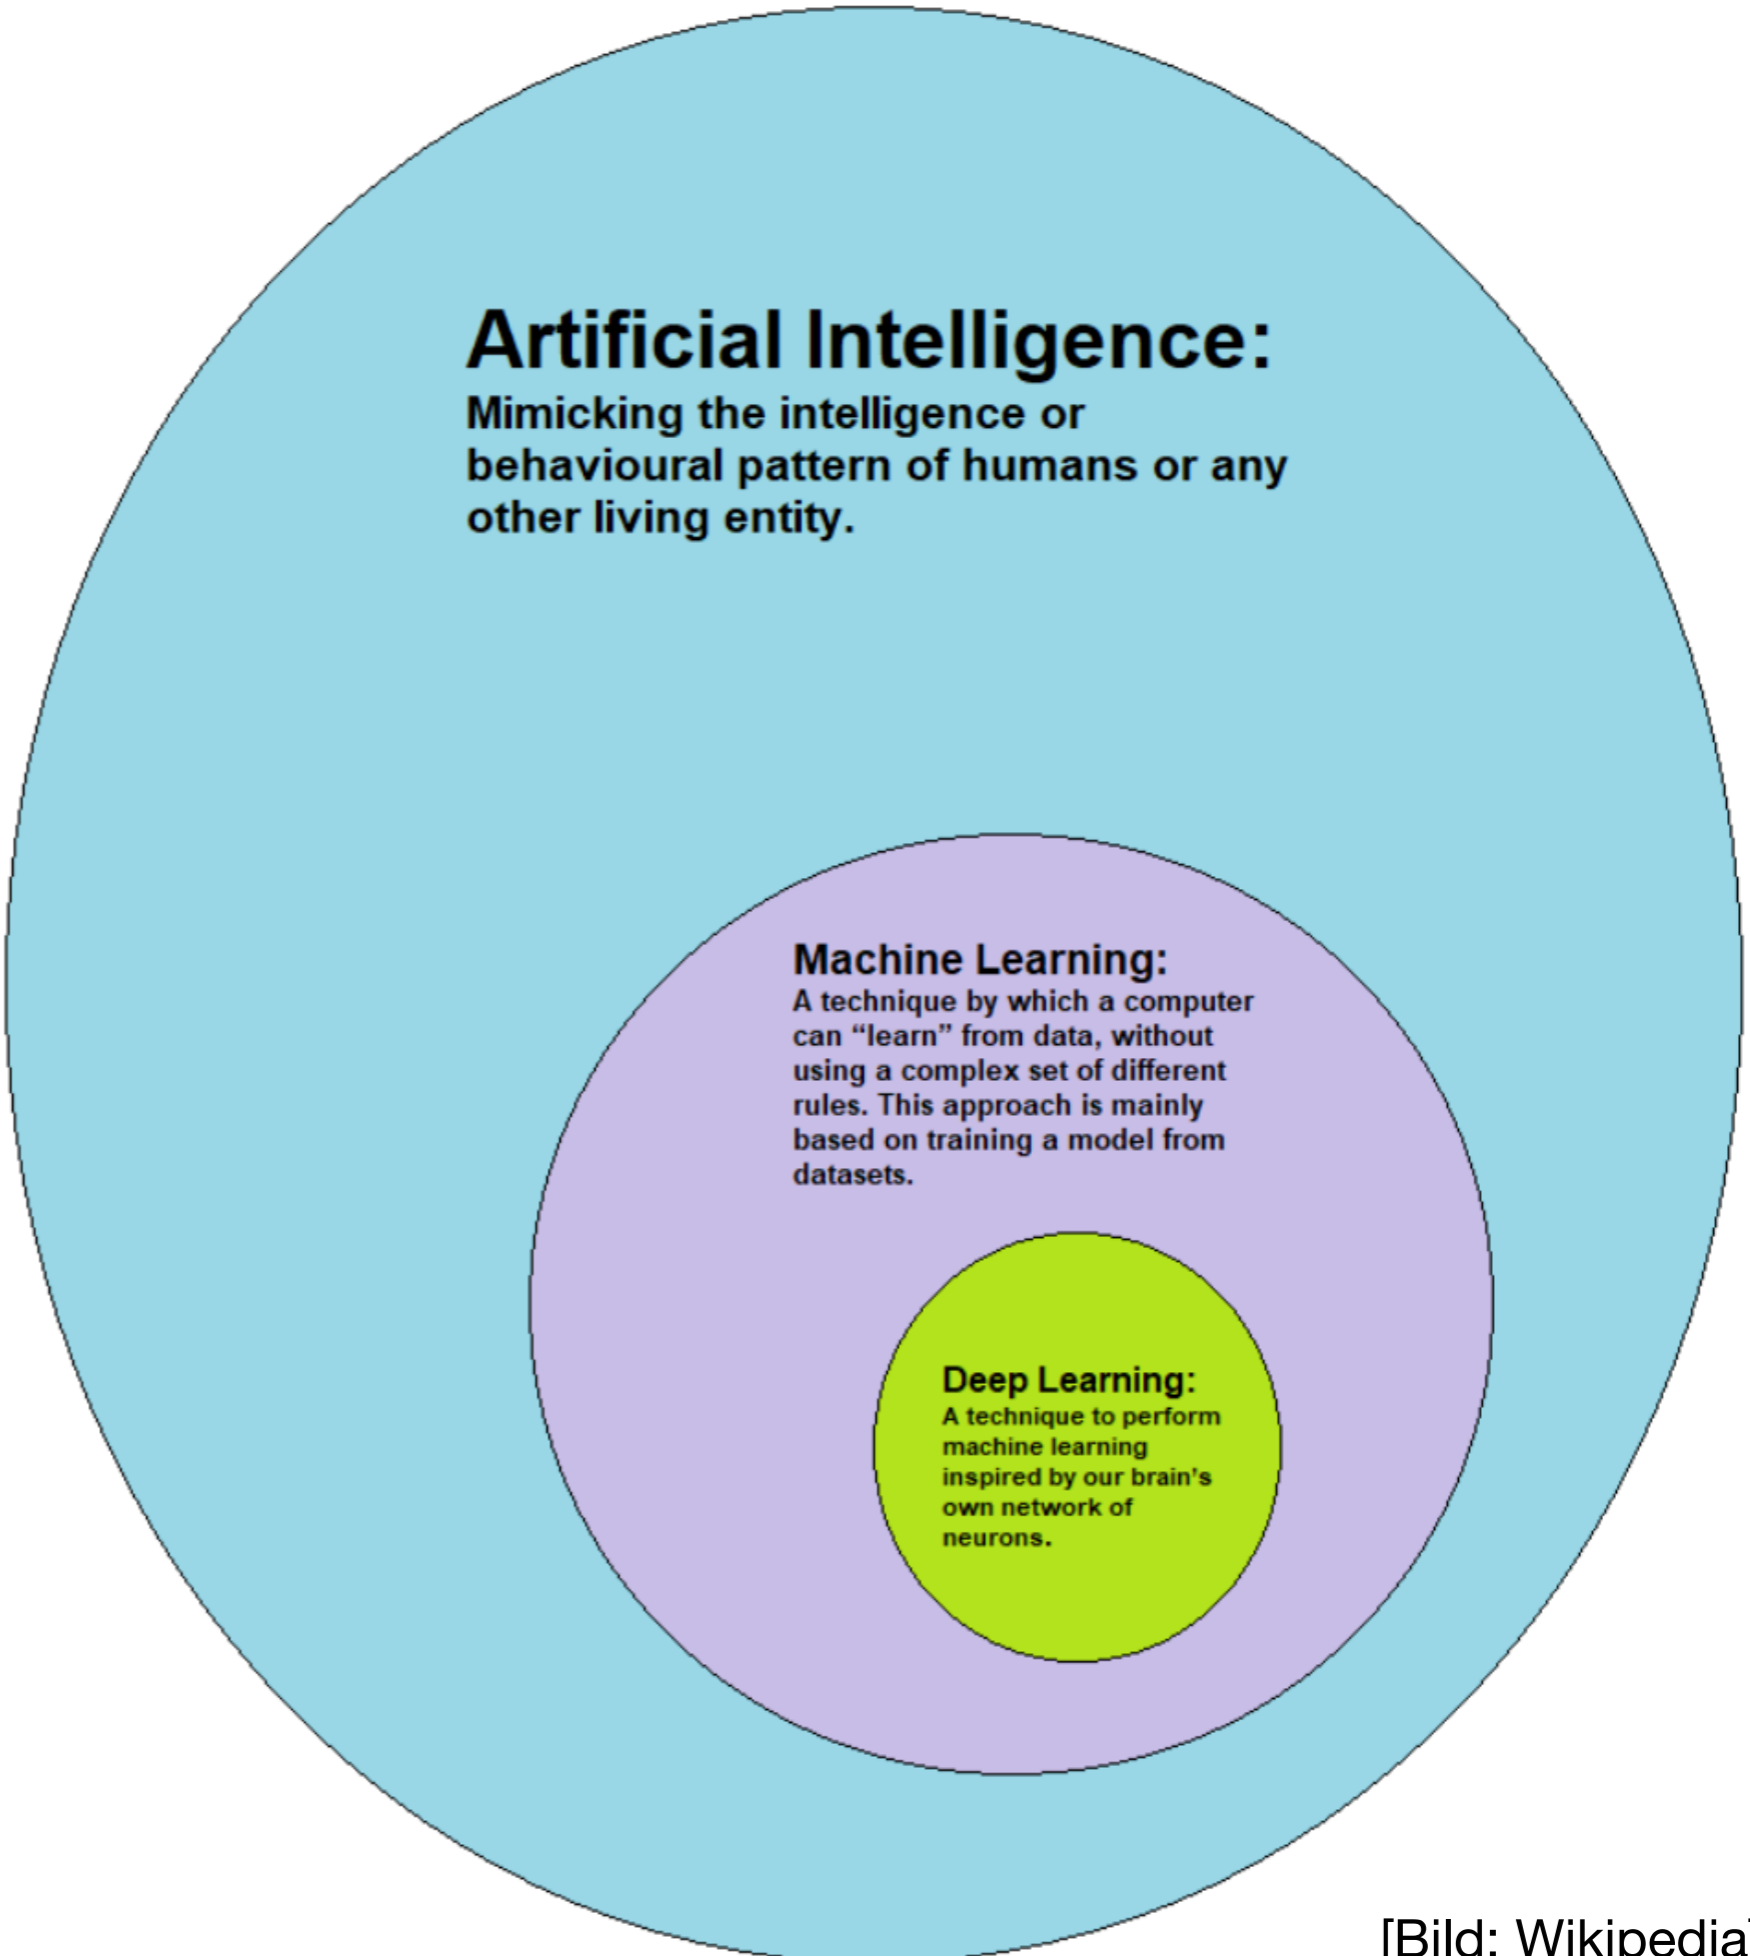 Artificial Intelligence:
Mimicking the intelligence or
behavioural pattern of humans or any
other living entity.
Machine Learning:
A technique by which a computer
can “learn” from data, without
using a complex set of different
rules. This approach is mainly
based on training a model from
datasets.
Deep Learning:
A technique to perform
machine learning
inspired by our brain’s
own network of
neurons.
[Bild: Wikipedia]